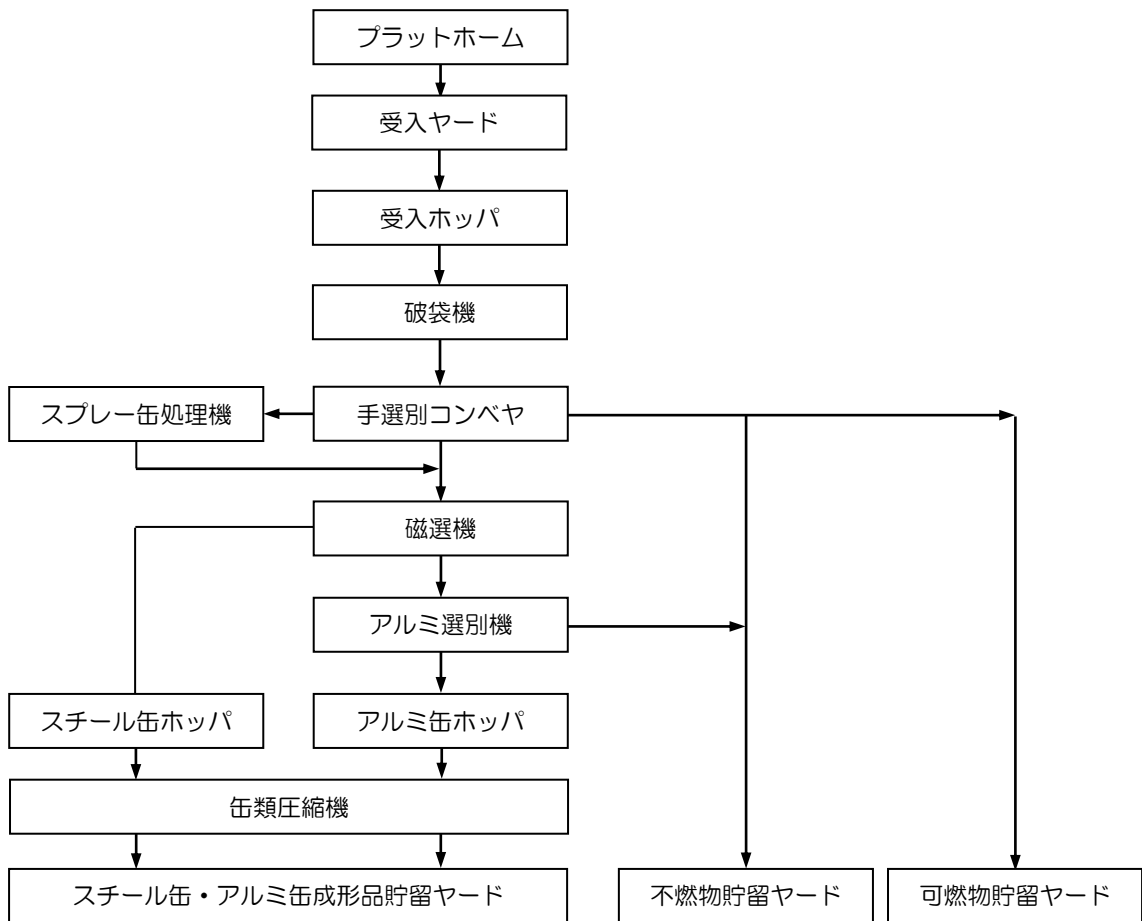 プラットホーム
受入ヤード
受入ホッパ
破袋機
スプレー缶処理機
手選別コンベヤ
磁選機
アルミ選別機
スチール缶ホッパ
アルミ缶ホッパ
缶類圧縮機
スチール缶・アルミ缶成形品貯留ヤード
不燃物貯留ヤード
可燃物貯留ヤード